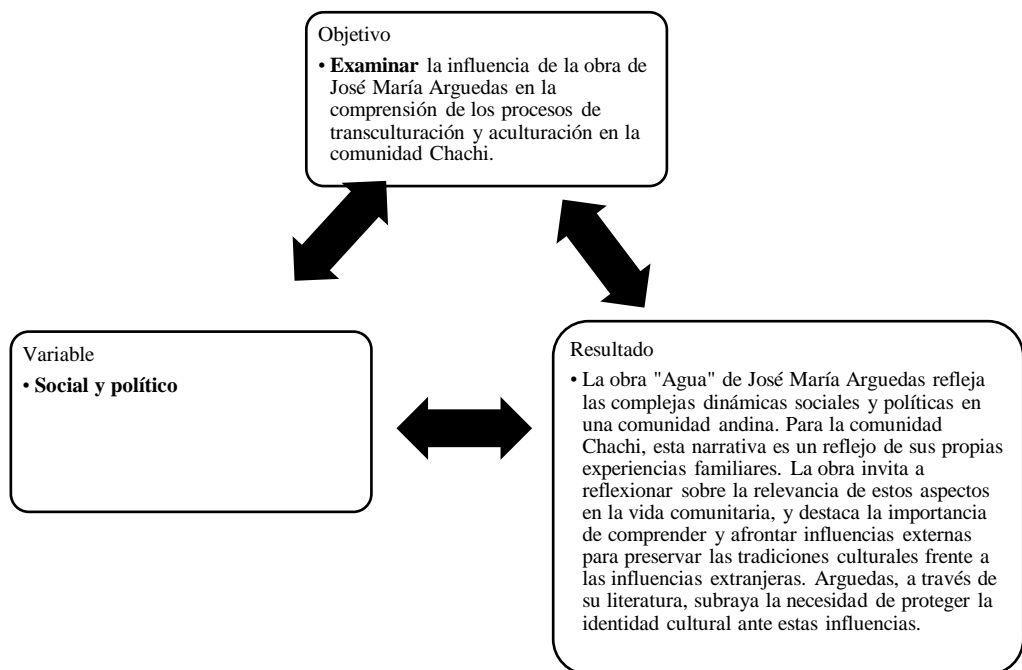 Objetivo
• Examinar la influencia de la obra de
José María Arguedas en la
comprensión de los procesos de
transculturación y aculturación en la
comunidad Chachi.
Variable
• Social y político
Resultado
• La obra "Agua" de José María Arguedas refleja
las complejas dinámicas sociales y políticas en
una comunidad andina. Para la comunidad
Chachi, esta narrativa es un reflejo de sus propias
experiencias familiares. La obra invita a
reflexionar sobre la relevancia de estos aspectos
en la vida comunitaria, y destaca la importancia
de comprender y afrontar influencias externas
para preservar las tradiciones culturales frente a
las influencias extranjeras. Arguedas, a través de
su literatura, subraya la necesidad de proteger la
identidad cultural ante estas influencias.